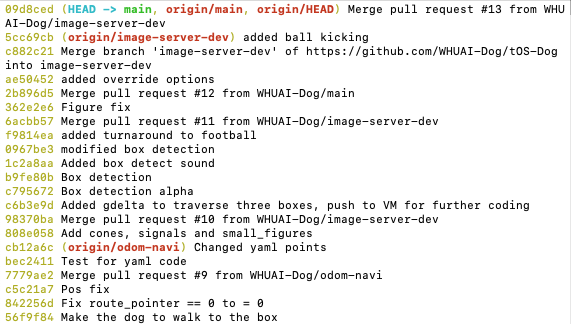 09d8ced (HEAD -> main, origin/main, origin/HEAD) Merge pull request #13 from WHU
AI-Dog/image-server-dev
5cc69cb (origin/image-server-dev) added ball kicking
c882c21 Merge branch 'image-server-dev' of https://github.com/WHUAI-Dog/tOS-Dog
into image-server-dev
ae50452 added override options
2b896d5 Merge pull request #12 from WHUAI-Dog/main
362e2e6 Figure fix
6acbb57 Merge pull request #11 from WHUAI-Dog/image-server-dev
f9814ea added turnaround to football
0967be3 modified box detection
1c2a8aa Added box detect sound
b9fe80b Box detection
c795672 Box detection alpha
c6b3e9d Added gdelta to traverse three boxes, push to VM for further coding
98370ba Merge pull request #10 from WHUAI-Dog/image-server-dev
808e058 Add cones, signals and small_figures
cb12a6c (origin/odom-navi) Changed yaml points
bec2411 Test for yaml code
7779ae2 Merge pull request #9 from WHUAI-Dog/odom-navi
c5c21a7 Pos fix
842256d Fix route_pointer == 0 to = 0
56f9f84 Make the dog to walk to the box